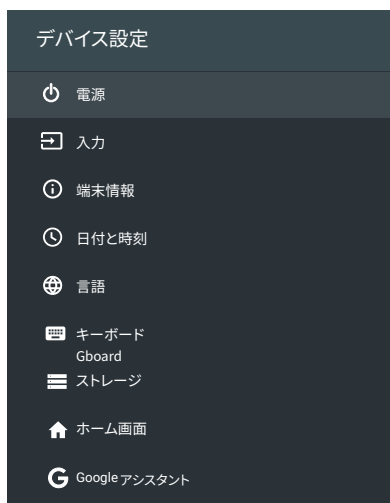 デバイス設定
電源
入力
端末情報
日付と時刻
言語
キーボード
Gboard
ストレージ
ホーム画面
Google アシスタント